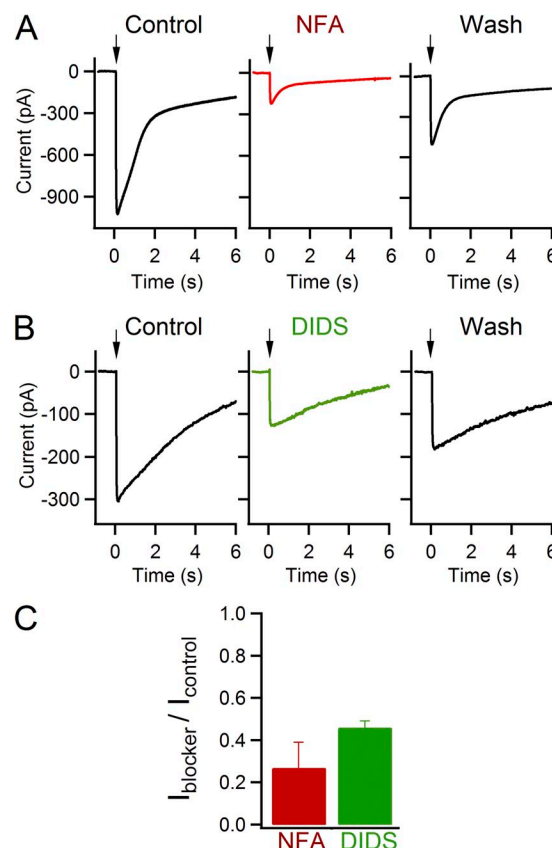 A
Control NFA Wash
Current (pA)
0
-300
-600
-900
0 2 4 6 0 2 4 6 0 2 4 6
Time (s) Time (s) Time (s)
B
Control DIDS Wash
Current (pA)
0
-100
-200
-300
0 2 4 6 0 2 4 6 0 2 4 6
Time (s) Time (s) Time (s)
C
I blocker / I control
1.0
0.8
0.6
0.4
0.2
0.0
NFA DIDS